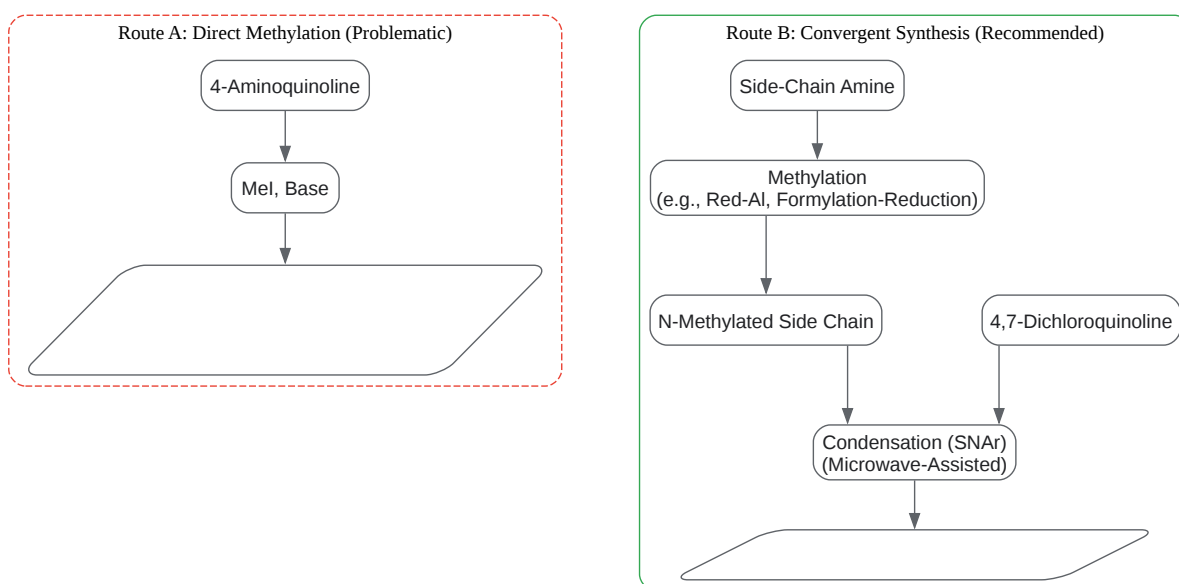 Route A: Direct Methylation (Problematic)
4-Aminoquinoline
MeI, Base
Route B: Convergent Synthesis (Recommended)
Side-Chain Amine
Methylation
(e.g., Red-Al, Formylation-Reduction)
N-Methylated Side Chain
4,7-Dichloroquinoline
Condensation (SNAr)
(Microwave-Assisted)